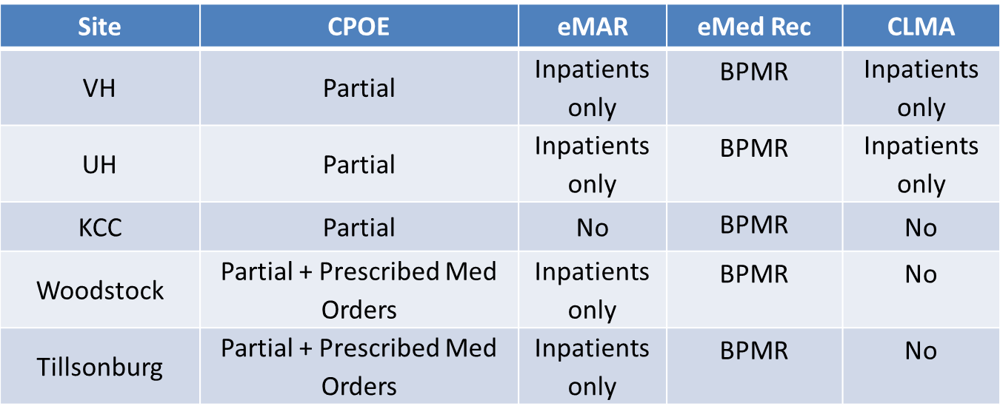 Site CPOE eMAR eMed Rec CLMA
VH Partial Inpatients only BPMR Inpatients only
UH Partial Inpatients only BPMR Inpatients only
KCC Partial No BPMR No
Woodstock Partial + Prescribed Med Orders Inpatients only BPMR No
Tillsonburg Partial + Prescribed Med Orders Inpatients only BPMR No